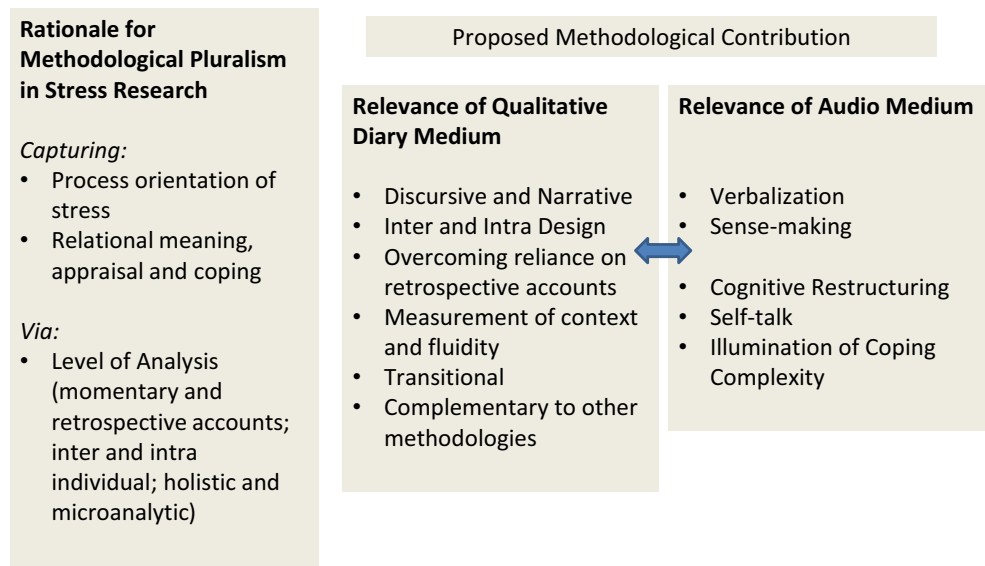 Rationale for
Methodological Pluralism
in Stress Research
Capturing:
• Process orientation of
stress
• Relational meaning,
appraisal and coping
Via:
• Level of Analysis
(momentary and
retrospective accounts;
inter and intra
individual; holistic and
microanalytic)
Proposed Methodological Contribution
Relevance of Qualitative
Diary Medium
• Discursive and Narrative
• Inter and Intra Design
• Overcoming reliance on
retrospective accounts
• Measurement of context
and fluidity
• Transitional
• Complementary to other
methodologies
Relevance of Audio Medium
• Verbalization
• Sense-making
• Cognitive Restructuring
• Self-talk
• Illumination of Coping
Complexity